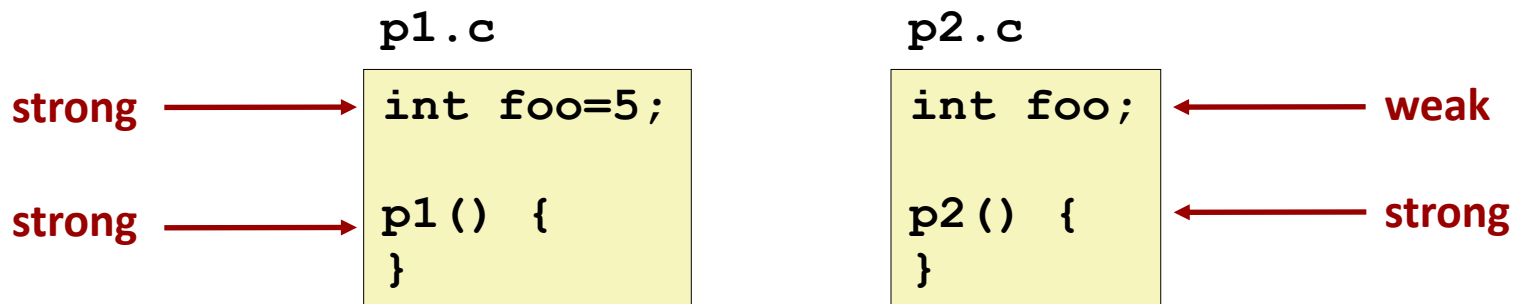 p1.c
p2.c
strong
int foo=5;
int foo;
weak
strong
p1() {
p2() {
strong
}
}